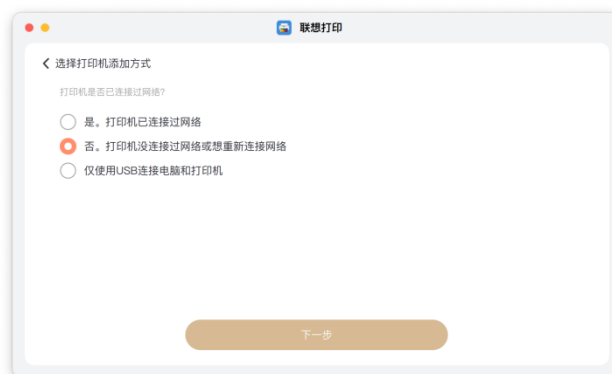 联想打印
选择打印机添加方式
打印机是否已连接过网络?
是。打印机已连接过网络
否。打印机没连接过网络或想重新连接网络
仅使用USB连接电脑和打印机
下一步